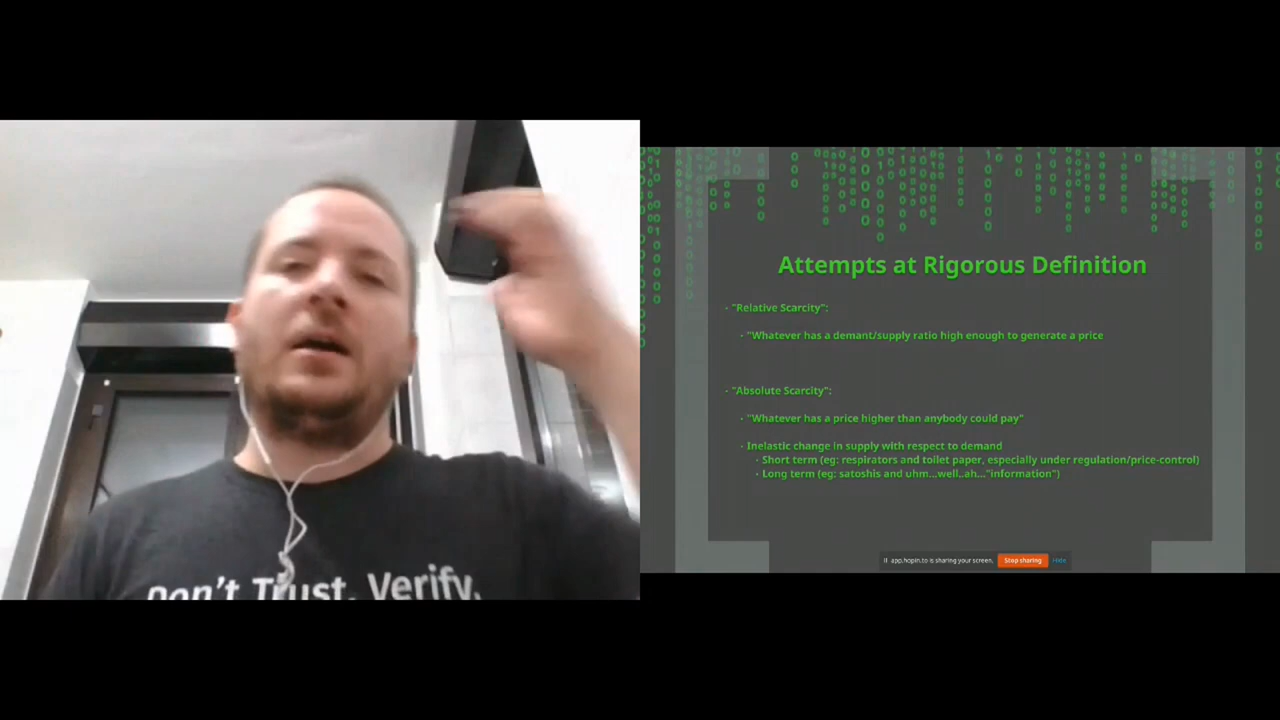 Don't Trust. Verify.
Attempts at Rigorous Definition
- "Relative Scarcity":
- "Whatever has a demant/supply ratio high enough to generate a price
- "Absolute Scarcity":
- "Whatever has a price higher than anybody could pay"
- Inelastic change in supply with respect to demand
- Short term (eg: respirators and toilet paper, especially under regulation/price-control)
- Long term (eg: satoshis and uhm...well..ah..."information")
app.hopin.to is sharing your screen. Stop sharing Hide